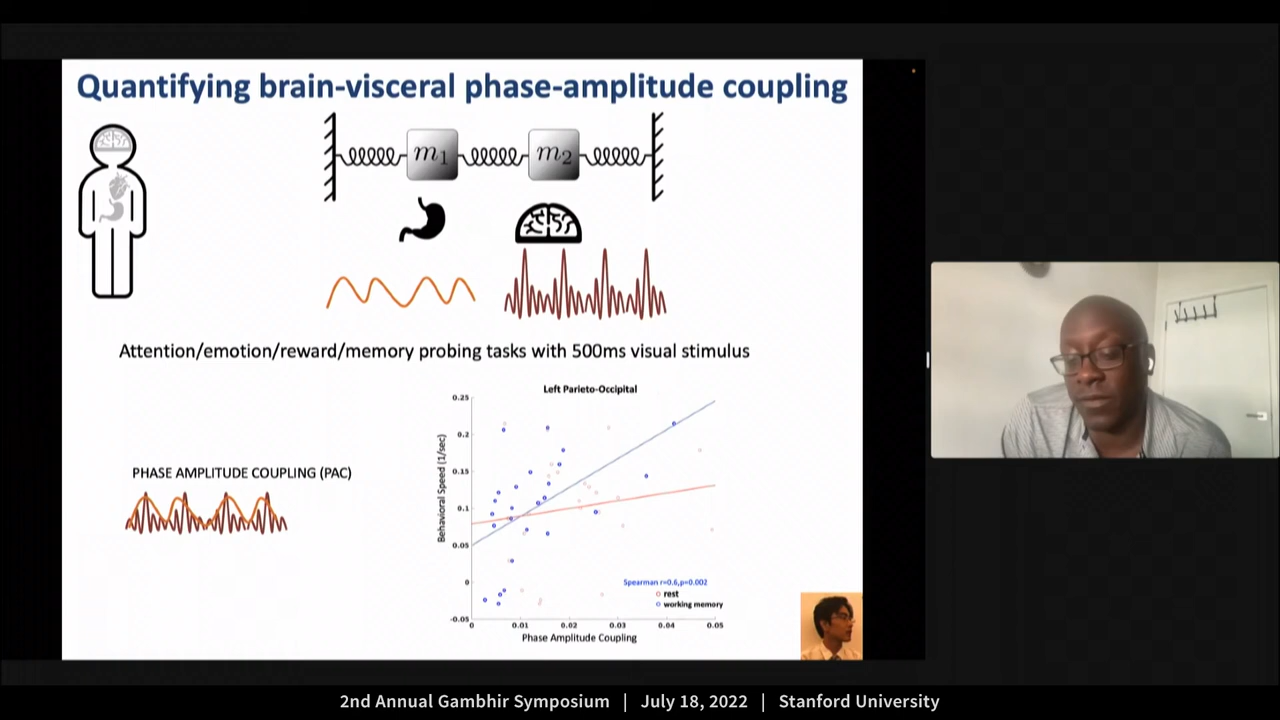 Quantifying brain-visceral phase-amplitude coupling
m1
m2
Attention/emotion/reward/memory probing tasks with 500ms visual stimulus
PHASE AMPLITUDE COUPLING (PAC)
Left Parieto-Occipital
Behavioral Speed (1/sec)
0.25
0.2
0.15
0.1
0.05
0
-0.05
Spearman r=0.6,p=0.002
rest
working memory
0 0.01 0.02 0.03 0.04 0.05
Phase Amplitude Coupling
2nd Annual Gambhir Symposium | July 18, 2022 | Stanford University